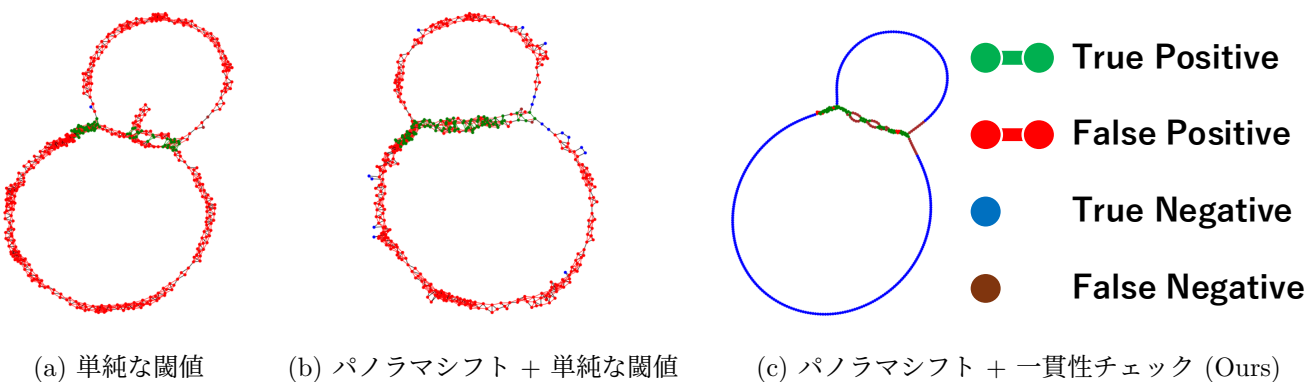 True Positive
False Positive
True Negative
False Negative
(a) 単純な閾値
(b) パノラマシフト + 単純な閾値
(c) パノラマシフト + 一貫性チェック (Ours)